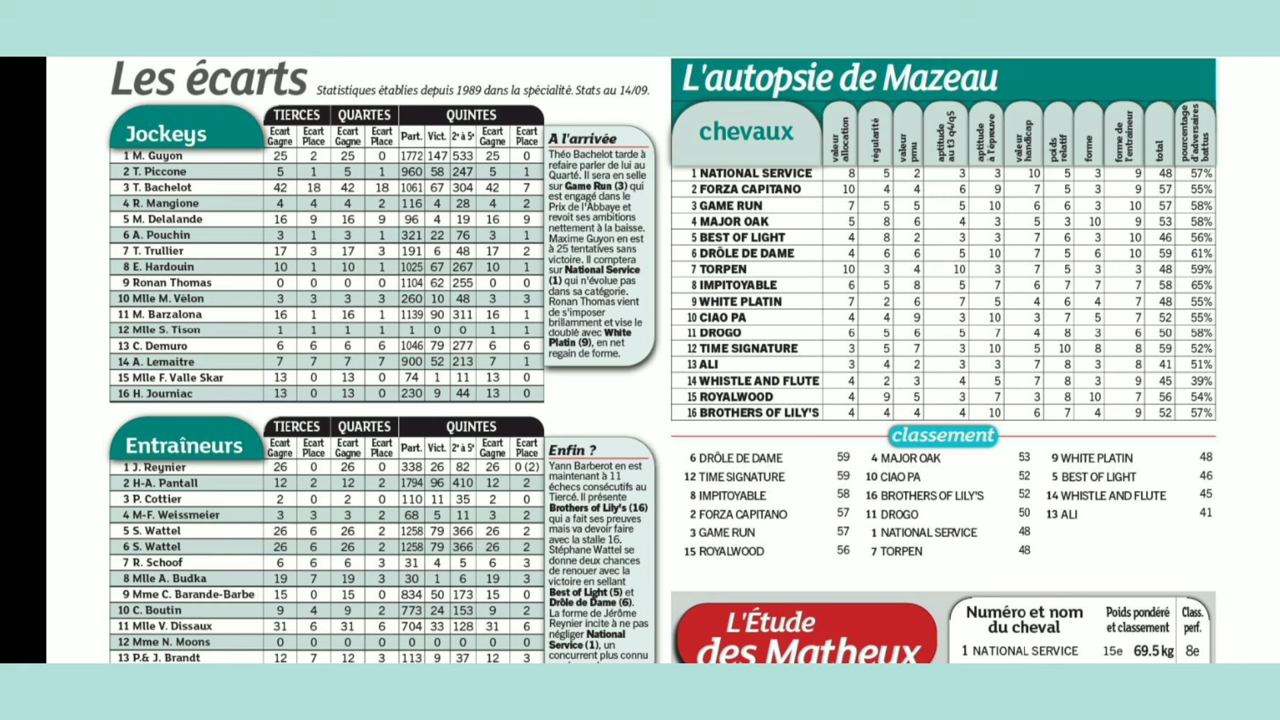 Les écarts
Statistiques établies depuis 1989 dans la spécialité. Stats au 14/09.
Jockeys
TIERCES QUARTES QUINTES
Ecart Gagne Ecart Place Ecart Gagne Ecart Place Part. Vict. 2e à 5e Ecart Gagne Ecart Place
1 M. Guyon 25 2 25 0 1772 147 533 25 0
2 T. Piccone 5 1 5 1 960 58 247 5 1
3 T. Bachelot 42 18 42 18 1061 67 304 42 7
4 R. Mangione 4 4 4 2 116 4 28 4 2
5 M. Delalande 16 9 16 9 96 4 19 16 9
6 A. Pouchin 3 1 3 1 321 22 76 3 1
7 T. Trullier 17 3 17 3 191 6 48 17 2
8 E. Hardouin 10 1 10 1 1025 67 267 10 1
9 Ronan Thomas 0 0 0 0 1104 62 255 0 0
10 Mlle M. Vélon 3 3 3 3 260 10 48 3 3
11 M. Barzalona 16 1 16 1 1139 90 311 16 1
12 Mlle S. Tison 1 1 1 1 1 0 0 1 1
13 C. Demuro 6 6 6 6 1046 79 277 6 6
14 A. Lemaitre 7 7 7 7 900 52 213 7 1
15 Mlle F. Valle Skar 13 0 13 0 74 1 11 13 0
16 H. Journiac 13 0 13 0 230 9 44 13 0
A l'arrivée
Théo Bachelot tarde à
refaire parler de lui au
Quarté. Il sera en selle
sur Game Run (3) qui
est engagé dans le
Prix de l'Abbaye et
revoit ses ambitions
nettement à la baisse.
Maxime Guyon en est
à 25 tentatives sans
victoire. Il comptera
sur National Service
(1) qui n'évolue pas
dans sa catégorie.
Ronan Thomas vient
de s'imposer
brillamment et vise le
doublé avec White
Platin (9), en net
regain de forme.
Entraîneurs
TIERCES QUARTES QUINTES
Ecart Gagne Ecart Place Ecart Gagne Ecart Place Part. Vict. 2e à 5e Ecart Gagne Ecart Place
1 J. Reynier 26 0 26 0 338 26 82 26 0 (2)
2 H-A. Pantall 12 2 12 2 1794 96 410 12 2
3 P. Cottier 2 0 2 0 110 11 35 2 0
4 M-F. Weissmeier 3 3 3 2 68 5 11 3 2
5 S. Wattel 26 6 26 2 1258 79 366 26 2
6 S. Wattel 26 6 26 2 1258 79 366 26 2
7 R. Schoof 6 6 6 3 31 4 5 6 3
8 Mlle A. Budka 19 7 19 3 30 1 6 19 3
9 Mme C. Barande-Barbe 15 0 15 0 834 50 173 15 0
10 C. Boutin 9 4 9 2 773 24 153 9 2
11 Mlle V. Dissaux 31 6 31 6 704 33 128 31 6
12 Mme N. Moons 0 0 0 0 0 0 0 0 0
13 P.& J. Brandt 12 7 12 3 113 9 37 12 3
Enfin ?
Yann Barberot en est
maintenant à 11
échecs consécutifs au
Tiercé. Il présente
Brothers of Lily's (16)
qui a fait ses preuves
mais va devoir faire
avec la stalle 16.
Stéphane Wattel se
donne deux chances
de renouer avec la
victoire en sellant
Best of Light (5) et
Drôle de Dame (6).
La forme de Jérôme
Reynier incite à ne pas
négliger National
Service (1), un
concurrent plus connu
L'autopsie de Mazeau
chevaux valeur allocation régularité valeur pmu aptitude au t3 q4/q5 aptitude à l'épreuve valeur handicap poids relatif forme forme de l'entraîneur total pourcentage d'adversaires battus
1 NATIONAL SERVICE 8 5 2 3 3 10 5 3 9 48 57%
2 FORZA CAPITANO 10 4 4 6 9 7 5 3 9 57 55%
3 GAME RUN 7 5 5 5 10 6 6 3 10 57 58%
4 MAJOR OAK 5 8 6 4 3 5 3 10 9 53 58%
5 BEST OF LIGHT 4 8 2 3 3 7 6 3 10 46 56%
6 DRÔLE DE DAME 4 6 6 5 10 7 5 6 10 59 61%
7 TORPEN 10 3 4 10 3 7 5 3 3 48 59%
8 IMPITOYABLE 6 5 8 5 7 6 7 7 7 58 65%
9 WHITE PLATIN 7 2 6 7 5 4 6 4 7 48 55%
10 CIAO PA 4 4 9 3 10 3 7 5 7 52 55%
11 DROGO 6 5 6 5 7 4 8 3 6 50 58%
12 TIME SIGNATURE 3 5 7 3 10 5 10 8 8 59 52%
13 ALI 3 4 2 3 3 7 8 3 8 41 51%
14 WHISTLE AND FLUTE 4 2 3 4 5 7 8 3 9 45 39%
15 ROYALWOOD 4 9 5 3 7 3 8 10 7 56 54%
16 BROTHERS OF LILY'S 4 4 4 4 10 6 7 4 9 52 57%
classement
6 DRÔLE DE DAME 59 4 MAJOR OAK 53 9 WHITE PLATIN 48
12 TIME SIGNATURE 59 10 CIAO PA 52 5 BEST OF LIGHT 46
8 IMPITOYABLE 58 16 BROTHERS OF LILY'S 52 14 WHISTLE AND FLUTE 45
2 FORZA CAPITANO 57 11 DROGO 50 13 ALI 41
3 GAME RUN 57 1 NATIONAL SERVICE 48
15 ROYALWOOD 56 7 TORPEN 48
L'Étude
des Matheux
Numéro et nom du cheval Poids pondéré et classement Class. perf.
1 NATIONAL SERVICE 15e 69.5 kg 8e